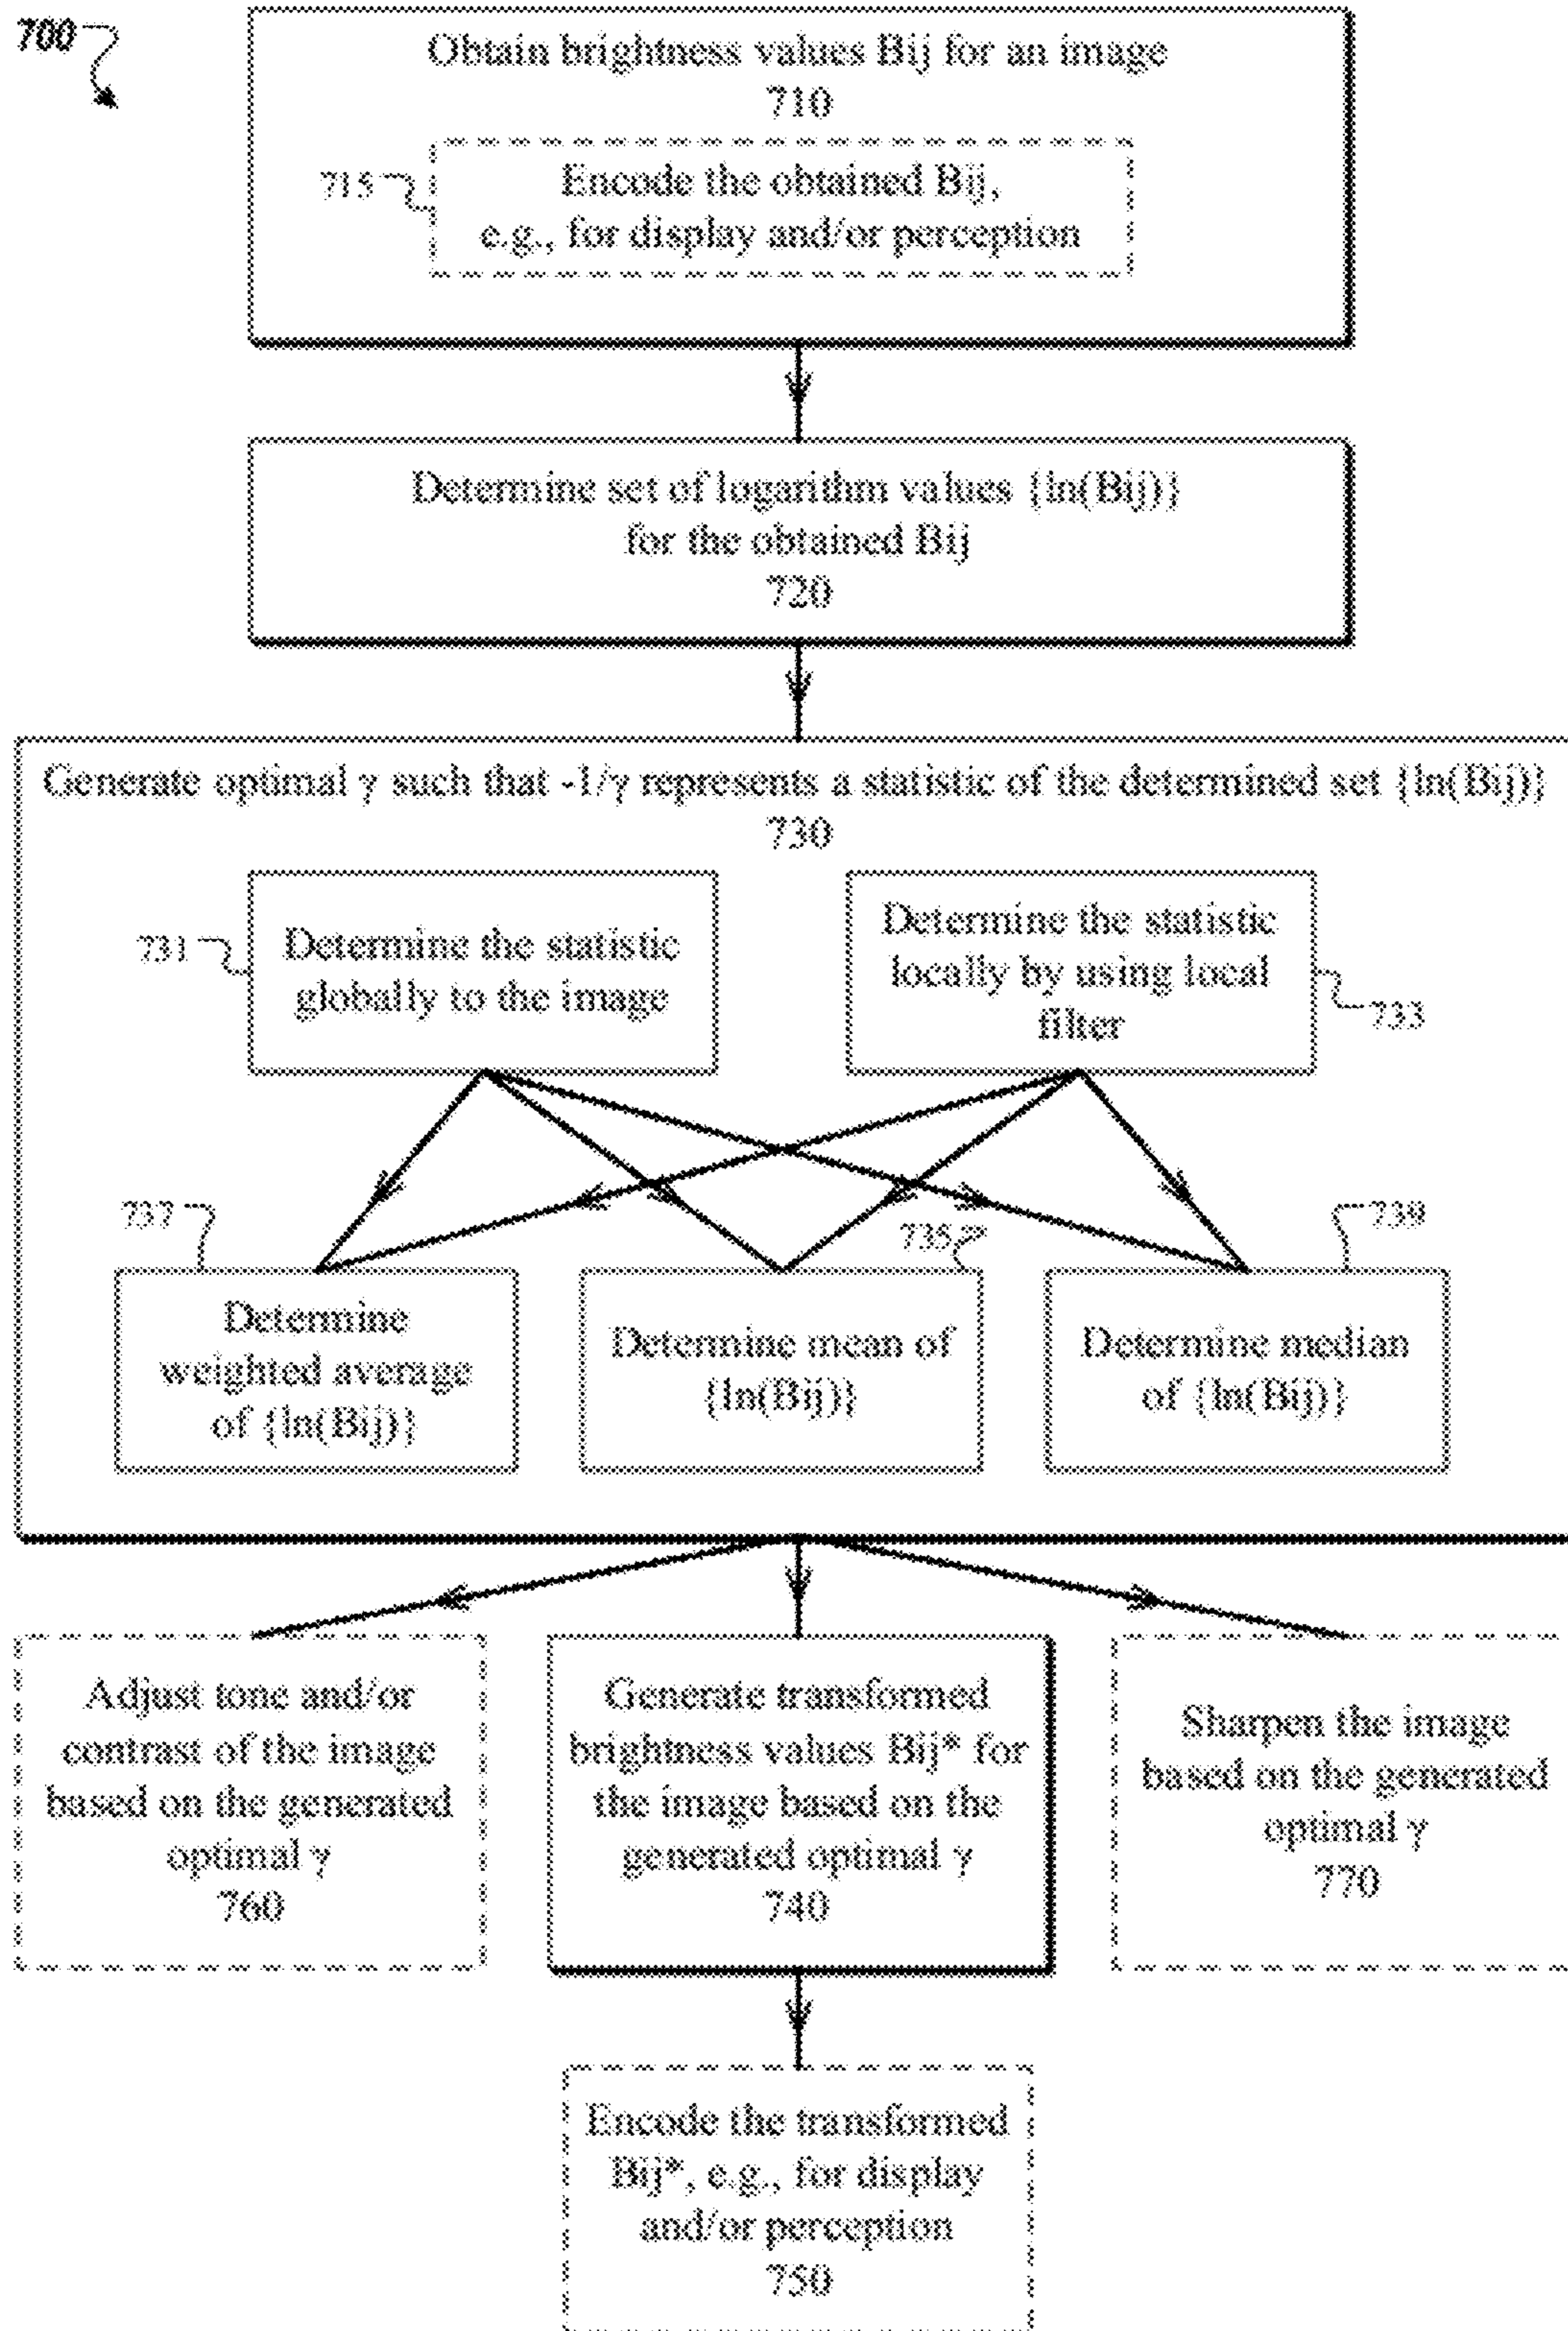 700
Obtain brightness values Bij for an image
710
715
Encode the obtained Bij,
e.g., for display and/or perception
Determine set of logarithm values {ln(Bij)}
for the obtained Bij
720
Generate optimal γ such that -1/γ represents a statistic of the determined set {ln(Bij)}
730
731
Determine the statistic
globally to the image
Determine the statistic
locally by using local
filter
733
737
735
739
Determine
weighted average
of {ln(Bij)}
Determine mean of
{ln(Bij)}
Determine median
of {ln(Bij)}
Adjust tone and/or
contrast of the image
based on the generated
optimal γ
760
Generate transformed
brightness values Bij* for
the image based on the
generated optimal γ
740
Sharpen the image
based on the generated
optimal γ
770
Encode the transformed
Bij*, e.g., for display
and/or perception
750